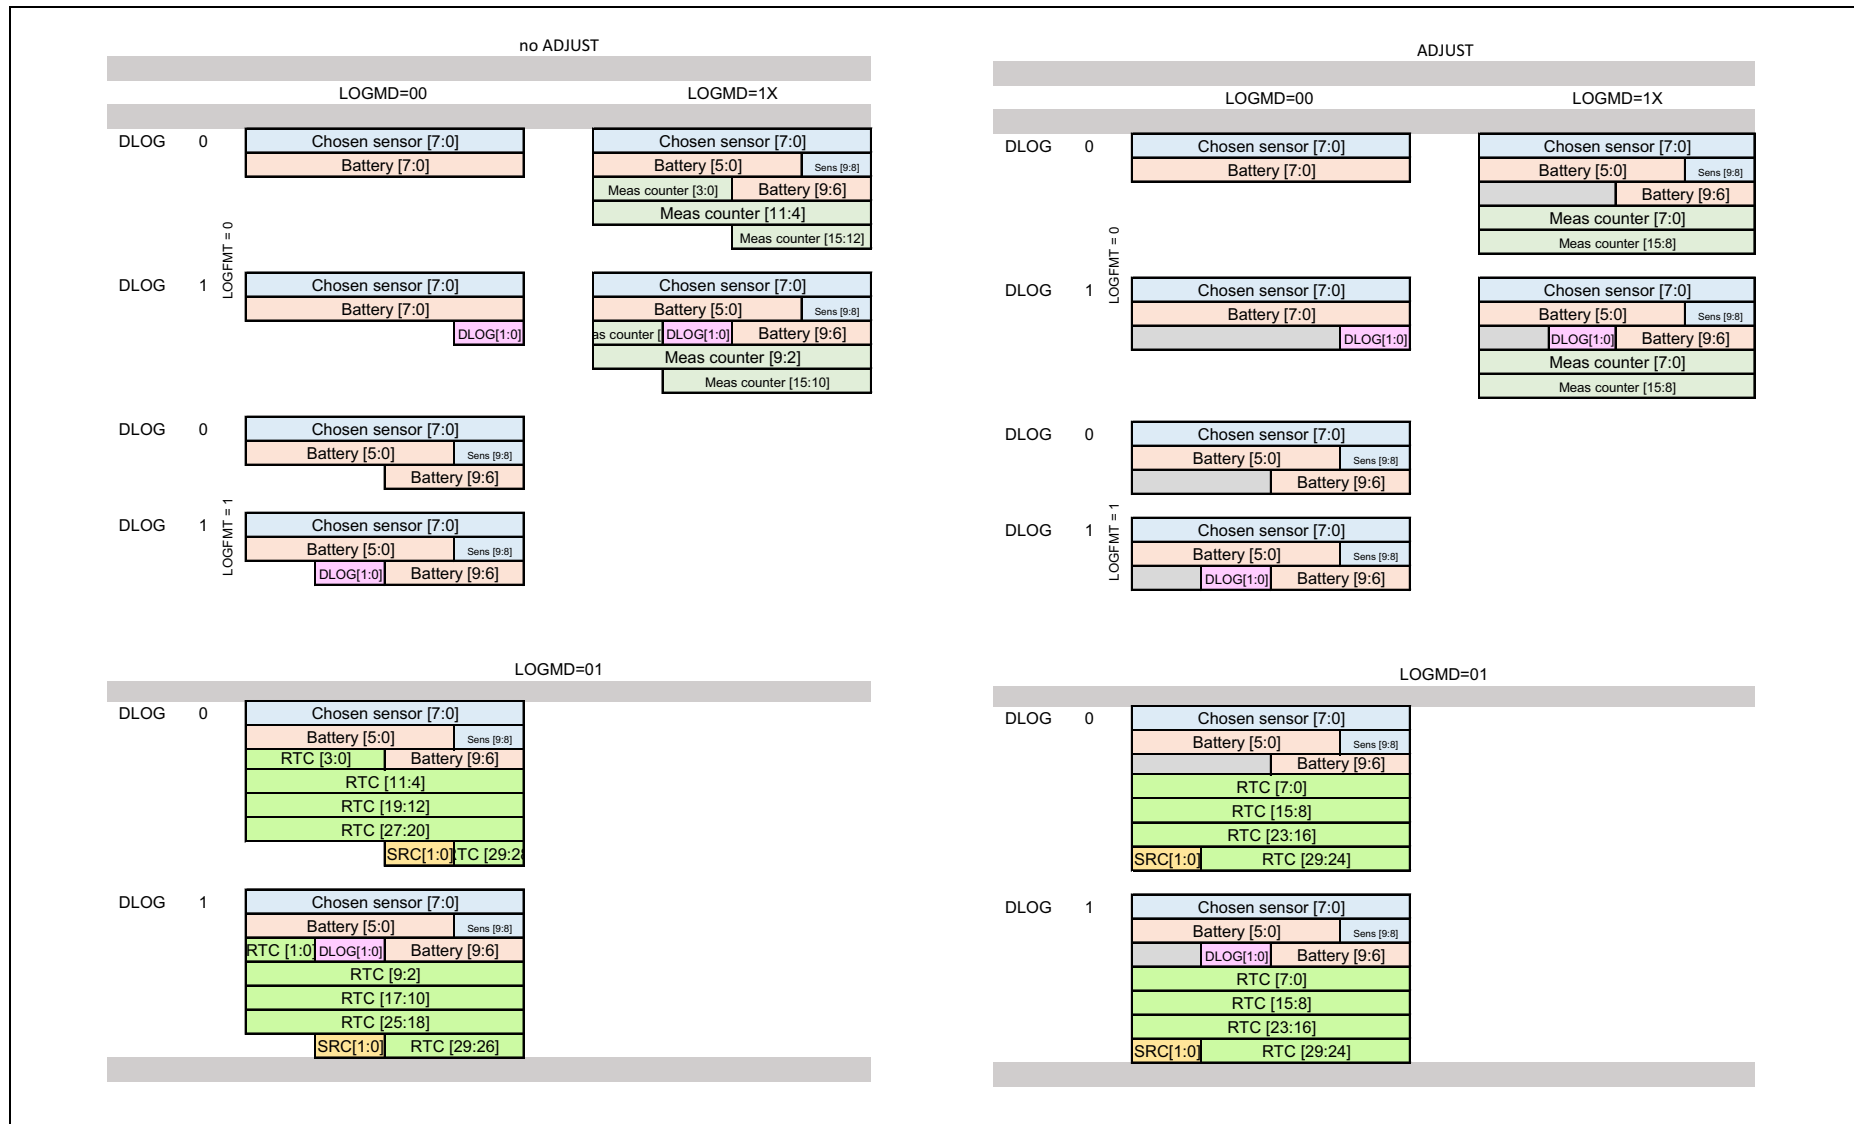 no ADJUST
LOGMD=00 LOGMD=1X
DLOG 0 Chosen sensor [7:0] Chosen sensor [7:0]
Battery [7:0] Battery [5:0] Sens [9:8]
Meas counter [3:0] Battery [9:6]
Meas counter [11:4]
Meas counter [15:12]
LOGFMT = 0
DLOG 1 Chosen sensor [7:0] Chosen sensor [7:0]
Battery [7:0] Battery [5:0] Sens [9:8]
DLOG[1:0] as counter [ DLOG[1:0] Battery [9:6]
Meas counter [9:2]
Meas counter [15:10]
DLOG 0 Chosen sensor [7:0]
Battery [5:0] Sens [9:8]
Battery [9:6]
LOGFMT = 1
DLOG 1 Chosen sensor [7:0]
Battery [5:0] Sens [9:8]
DLOG[1:0] Battery [9:6]
LOGMD=01
DLOG 0 Chosen sensor [7:0]
Battery [5:0] Sens [9:8]
RTC [3:0] Battery [9:6]
RTC [11:4]
RTC [19:12]
RTC [27:20]
SRC[1:0] RTC [29:28
DLOG 1 Chosen sensor [7:0]
Battery [5:0] Sens [9:8]
RTC [1:0] DLOG[1:0] Battery [9:6]
RTC [9:2]
RTC [17:10]
RTC [25:18]
SRC[1:0] RTC [29:26]
ADJUST
LOGMD=00 LOGMD=1X
DLOG 0 Chosen sensor [7:0] Chosen sensor [7:0]
Battery [7:0] Battery [5:0] Sens [9:8]
Battery [9:6]
Meas counter [7:0]
Meas counter [15:8]
LOGFMT = 0
DLOG 1 Chosen sensor [7:0] Chosen sensor [7:0]
Battery [7:0] Battery [5:0] Sens [9:8]
DLOG[1:0] DLOG[1:0] Battery [9:6]
Meas counter [7:0]
Meas counter [15:8]
DLOG 0 Chosen sensor [7:0]
Battery [5:0] Sens [9:8]
Battery [9:6]
LOGFMT = 1
DLOG 1 Chosen sensor [7:0]
Battery [5:0] Sens [9:8]
DLOG[1:0] Battery [9:6]
LOGMD=01
DLOG 0 Chosen sensor [7:0]
Battery [5:0] Sens [9:8]
Battery [9:6]
RTC [7:0]
RTC [15:8]
RTC [23:16]
SRC[1:0] RTC [29:24]
DLOG 1 Chosen sensor [7:0]
Battery [5:0] Sens [9:8]
DLOG[1:0] Battery [9:6]
RTC [7:0]
RTC [15:8]
RTC [23:16]
SRC[1:0] RTC [29:24]